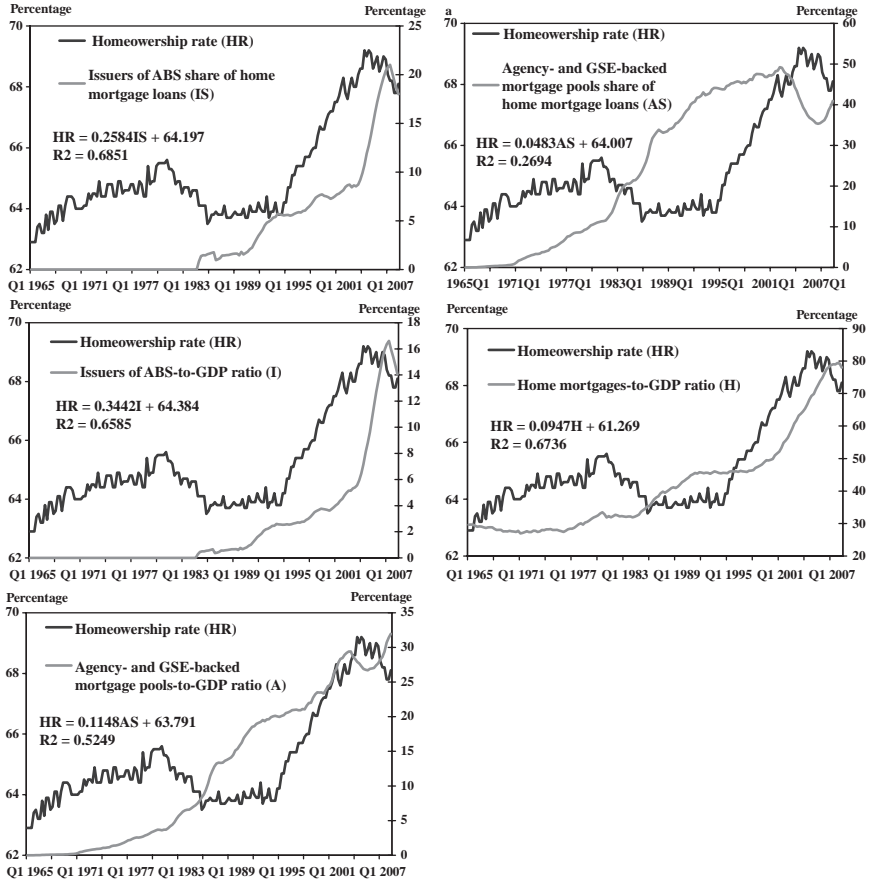 Percentage
Percentage
70
68
66
64
62
25
20
15
10
5
0
Homeowership rate (HR)
Issuers of ABS share of home
mortgage loans (IS)
HR = 0.2584IS + 64.197
R2 = 0.6851
Q1 1965 Q1 1971 Q1 1977 Q1 1983 Q1 1989 Q1 1995 Q1 2001 Q1 2007
a
Percentage
70
68
66
64
62
60
50
40
30
20
10
0
Homeowership rate (HR)
Agency- and GSE-backed
mortgage pools share of
home mortgage loans (AS)
HR = 0.0483AS + 64.007
R2 = 0.2694
1965Q1 1971Q1 1977Q1 1983Q1 1989Q1 1995Q1 2001Q1 2007Q1
Percentage
Percentage
70
68
66
64
62
18
16
14
12
10
8
6
4
2
0
Homeowership rate (HR)
Issuers of ABS-to-GDP ratio (I)
HR = 0.3442I + 64.384
R2 = 0.6585
Q1 1965 Q1 1971 Q1 1977 Q1 1983 Q1 1989 Q1 1995 Q1 2001 Q1 2007
Percentage
Percentage
70
68
66
64
62
90
80
70
60
50
40
30
20
Homeowership rate (HR)
Home mortgages-to-GDP ratio (H)
HR = 0.0947H + 61.269
R2 = 0.6736
Q1 1965 Q1 1971 Q1 1977 Q1 1983 Q1 1989 Q1 1995 Q1 2001 Q1 2007
Percentage
Percentage
70
68
66
64
62
35
30
25
20
15
10
5
0
Homeowership rate (HR)
Agency- and GSE-backed
mortgage pools-to-GDP ratio (A)
HR = 0.1148AS + 63.791
R2 = 0.5249
Q1 1965 Q1 1971 Q1 1977 Q1 1983 Q1 1989 Q1 1995 Q1 2001 Q1 2007